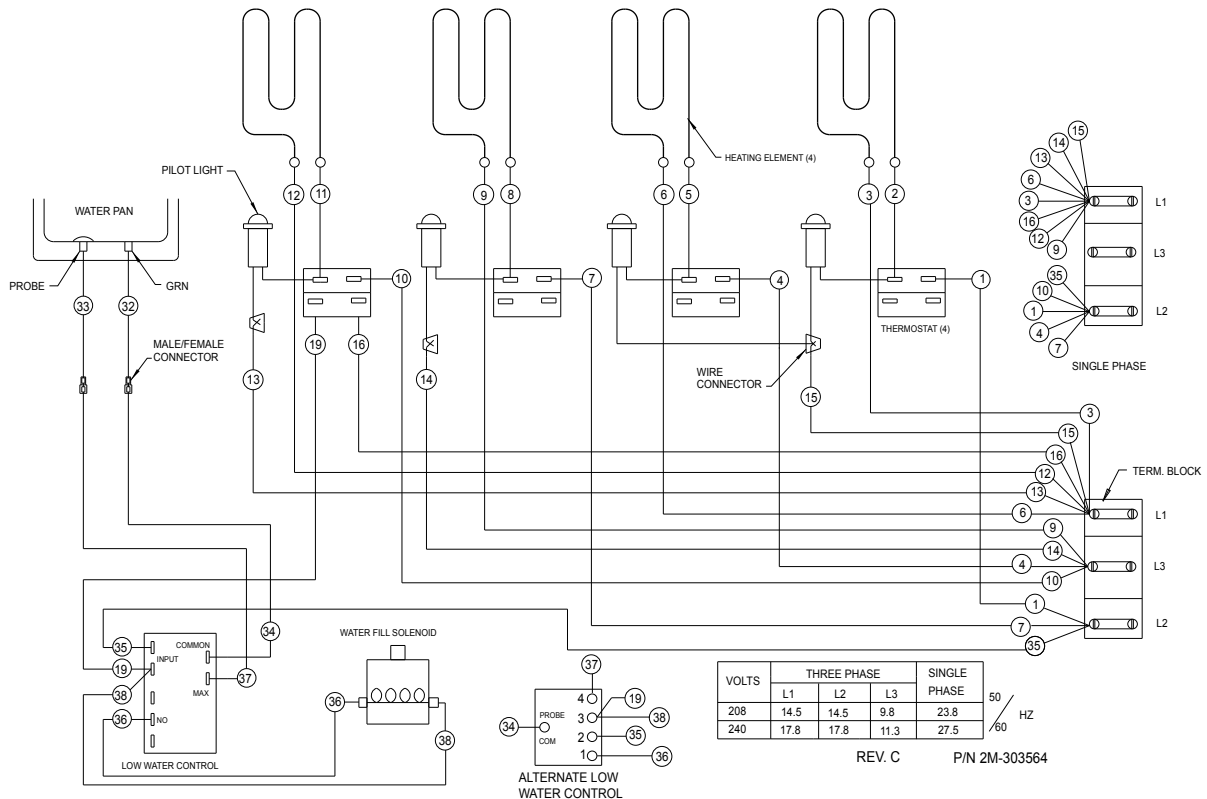 HEATING ELEMENT (4)
PILOT LIGHT
12
11
9
8
6
5
3
2
WATER PAN
PROBE
GRN
33
32
10
7
4
1
THERMOSTAT (4)
19
16
MALE/FEMALE
CONNECTOR
WIRE
CONNECTOR
13
14
15
15
14
13
6
3
16
12
9
35
10
1
4
7
L1
L3
L2
SINGLE PHASE
3
15
16
12
13
6
9
14
4
10
1
7
35
TERM. BLOCK
L1
L3
L2
34
37
35
19
38
36
COMMON
INPUT
MAX
NO
LOW WATER CONTROL
WATER FILL SOLENOID
36
38
37
34
PROBE
COM
4
3
2
1
19
38
35
36
ALTERNATE LOW
WATER CONTROL
VOLTS THREE PHASE SINGLE PHASE
L1 L2 L3
208 14.5 14.5 9.8 23.8
240 17.8 17.8 11.3 27.5
50/60 HZ
REV. C P/N 2M-303564